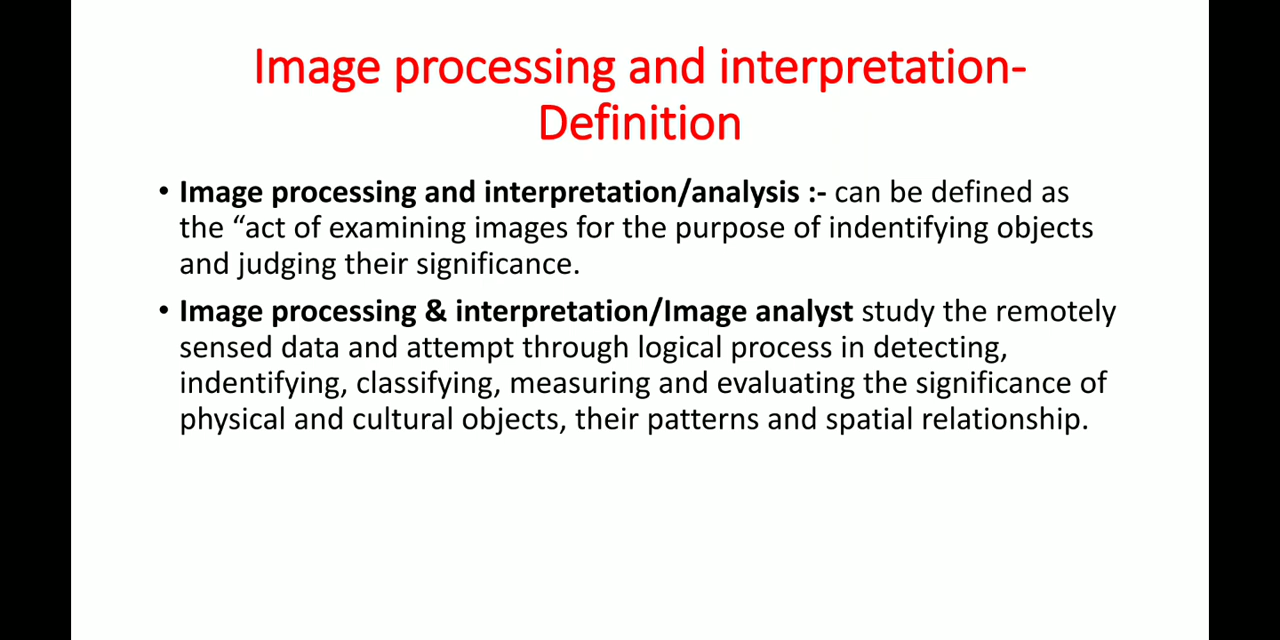 Image processing and interpretation-
Definition
• Image processing and interpretation/analysis :- can be defined as
the “act of examining images for the purpose of indentifying objects
and judging their significance.
• Image processing & interpretation/Image analyst study the remotely
sensed data and attempt through logical process in detecting,
indentifying, classifying, measuring and evaluating the significance of
physical and cultural objects, their patterns and spatial relationship.